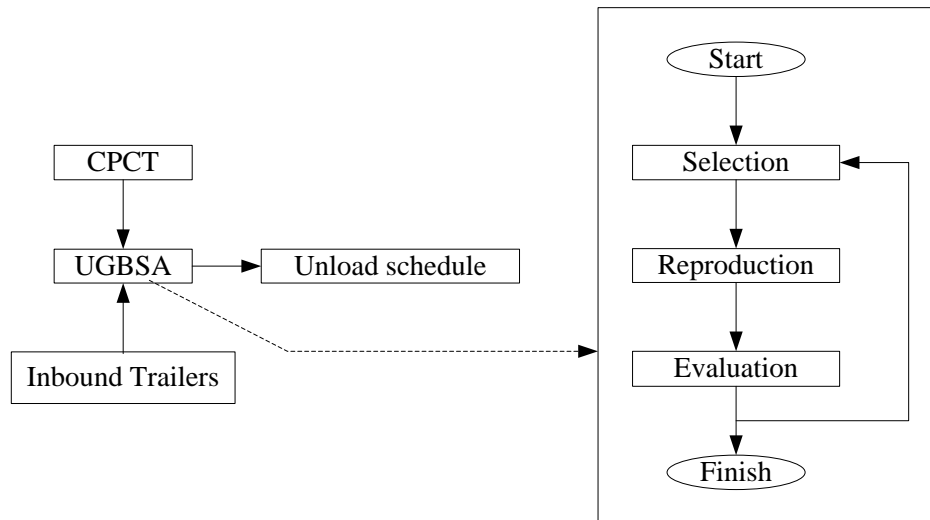 CPCT
UGBSA
Unload schedule
Inbound Trailers
Start
Selection
Reproduction
Evaluation
Finish